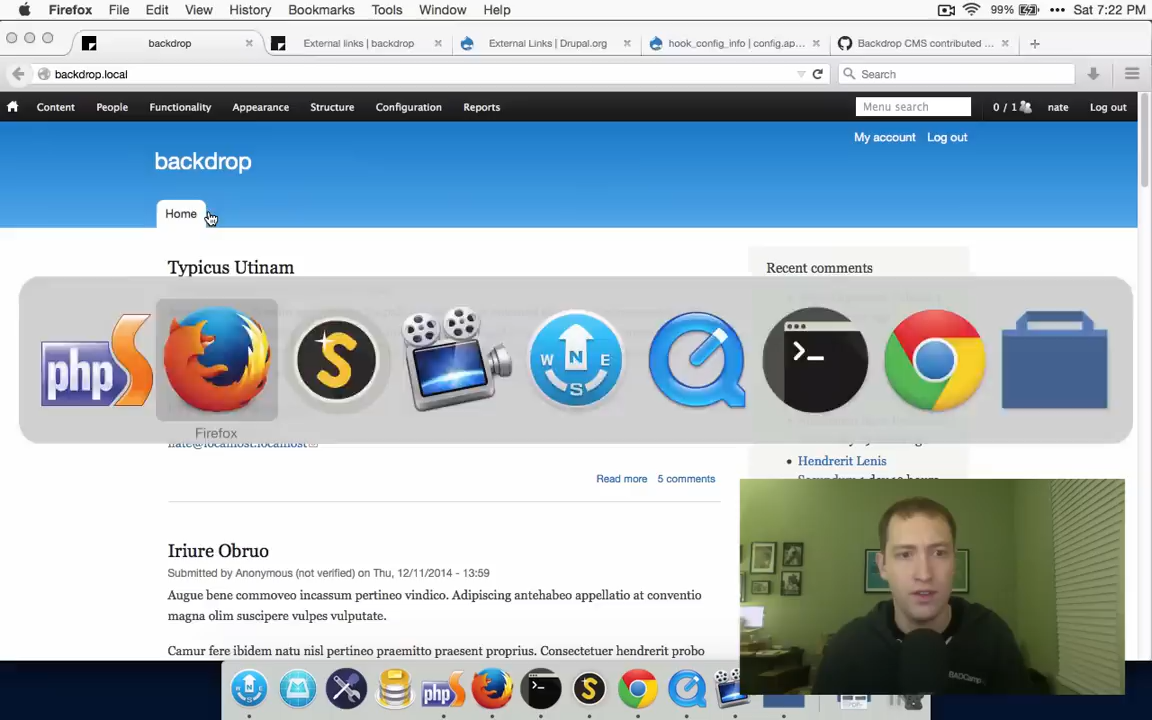 Firefox File Edit View History Bookmarks Tools Window Help 99% Sat 7:22 PM
backdrop External links | backdrop External Links | Drupal.org hook_config_info | config.ap... Backdrop CMS contributed ...
backdrop.local Search
Content People Functionality Appearance Structure Configuration Reports Menu search 0 / 1 nate Log out
My account Log out
backdrop
Home
Typicus Utinam Recent comments
php S S W N E S
Firefox
nate@localhost.localhost
Hendrerit Lenis
Read more 5 comments
Iriure Obruo
Submitted by Anonymous (not verified) on Thu, 12/11/2014 - 13:59
Augue bene commoveo incassum pertineo vindico. Adipiscing antehabeo appellatio at conventio
magna olim suscipere vulpes vulputate.
Camur fere ibidem natu nisl pertineo praemitto praesent proprius. Consectetuer hendrerit probo
BADCamp